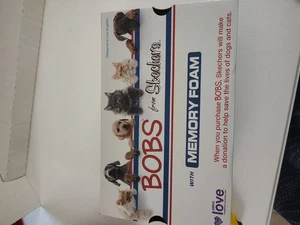 BOBS
from Skechers
WITH MEMORY FOAM
When you purchase BOBS, Skechers will make
a donation to help save the lives of dogs and cats.
love